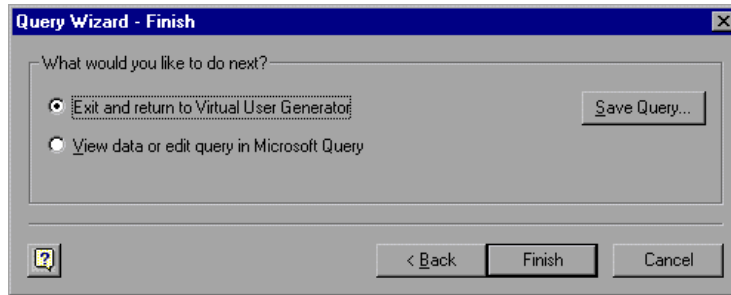 Query Wizard - Finish
What would you like to do next?
Exit and return to Virtual User Generator
Save Query...
View data or edit query in Microsoft Query
< Back
Finish
Cancel